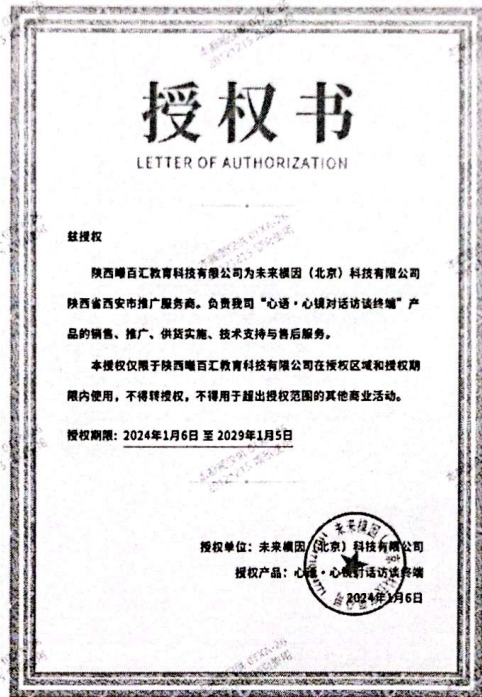 授权书
LETTER OF AUTHORIZATION
兹授权
陕西曦百汇教育科技有限公司为未来模因（北京）科技有限公司
陕西省西安市推广服务商。负责我司“心语·心镜对话访谈终端”产
品的销售、推广、供货实施、技术支持与售后服务。
本授权仅限于陕西曦百汇教育科技有限公司在授权区域和授权期
限内使用，不得转授权，不得用于超出授权范围的其他商业活动。
授权期限：2024年1月6日 至 2029年1月5日
授权单位：未来模因（北京）科技有限公司
授权产品：心语·心镜对话访谈终端
2024年1月6日